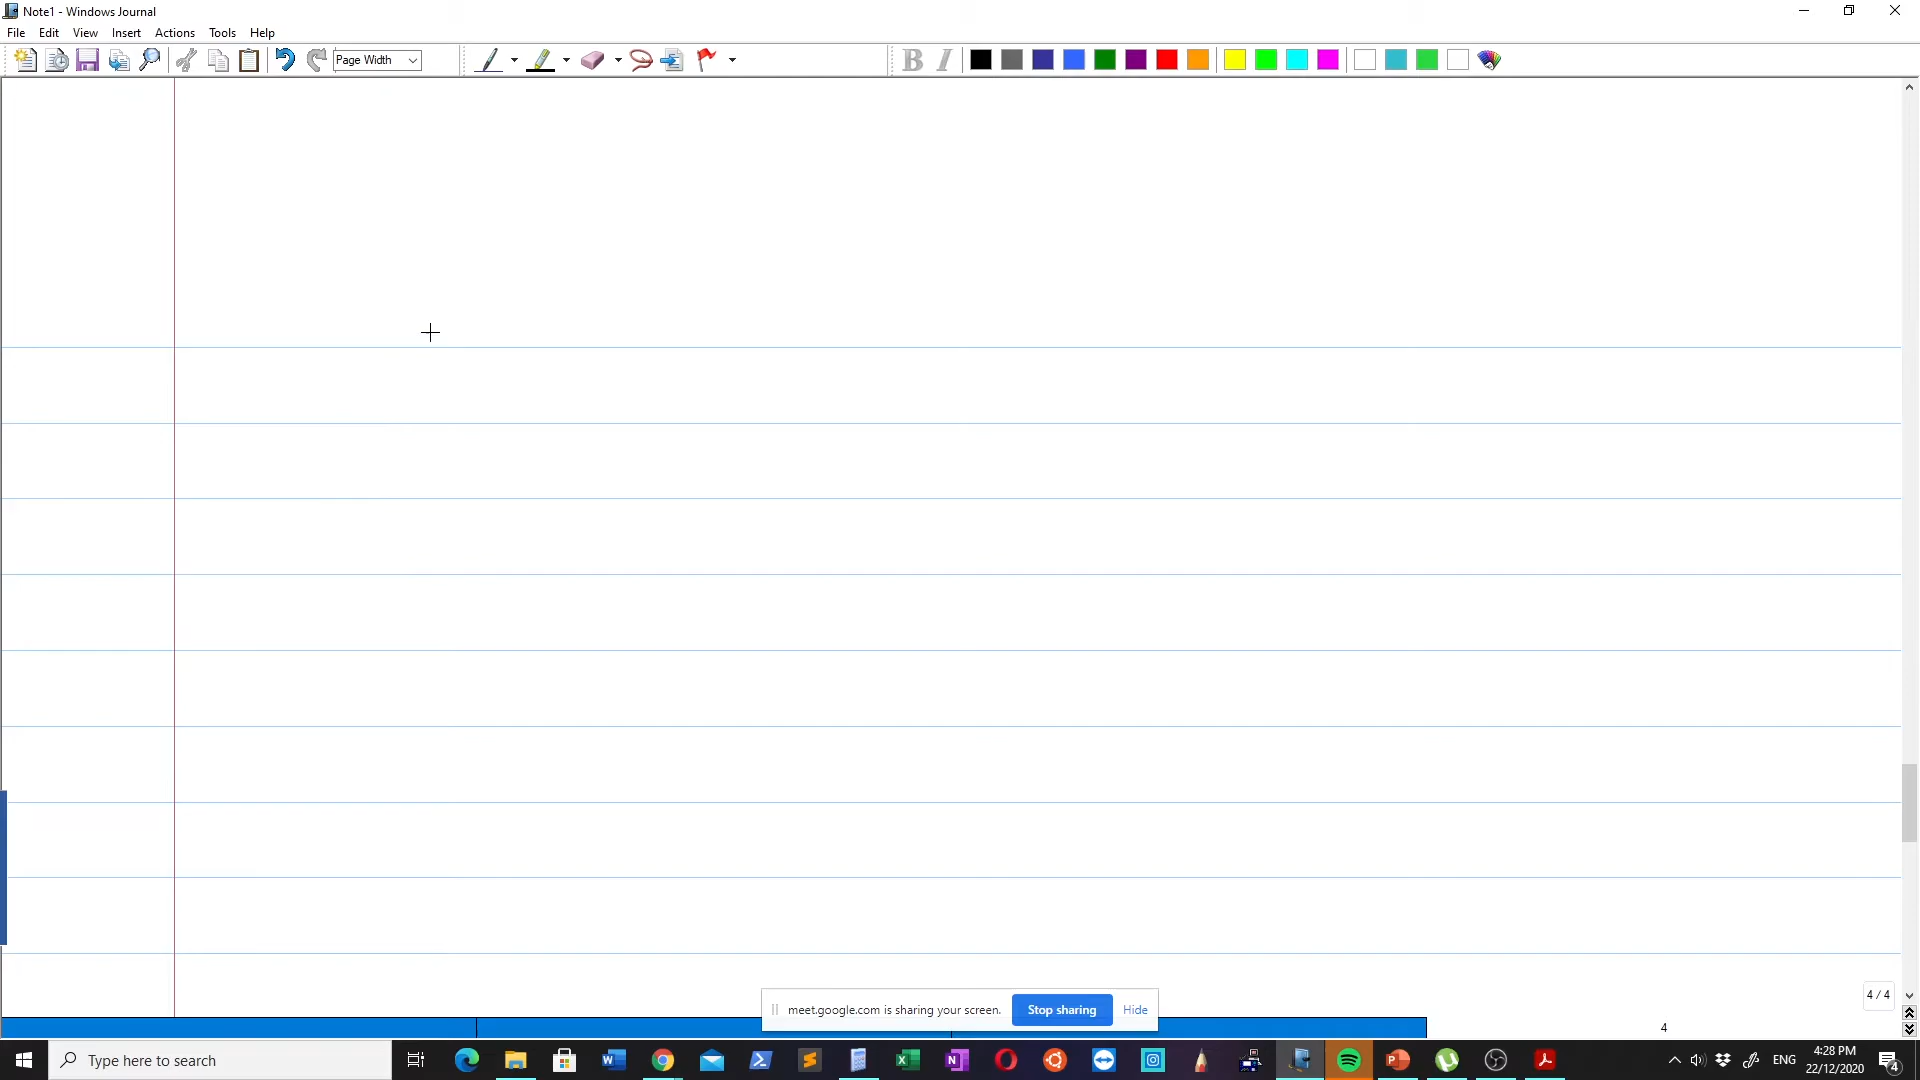 Note1 - Windows Journal
File Edit View Insert Actions Tools Help
Page Width
B I
4 / 4
meet.google.com is sharing your screen. Stop sharing Hide
4
Type here to search
ENG
4:28 PM
22/12/2020
4